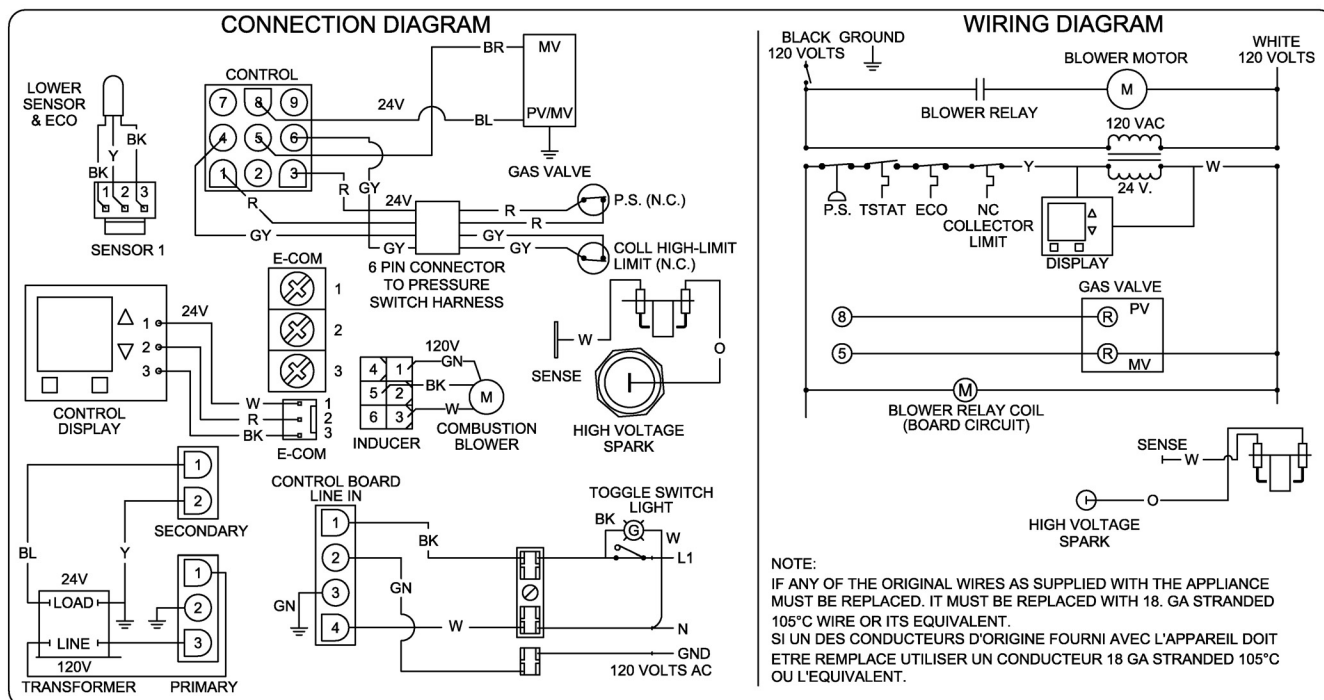 CONNECTION DIAGRAM
LOWER
SENSOR
& ECO
BK
Y
BK
1 2 3
SENSOR 1
CONTROL
7 8 9
4 5 6
1 2 3
24V
BR
BL
MV
PV/MV
GAS VALVE
R
R
GY
GY
24V
GY
R
R
GY
GY
P.S. (N.C.)
COLL HIGH-LIMIT
LIMIT (N.C.)
6 PIN CONNECTOR
TO PRESSURE
SWITCH HARNESS
E-COM
1
2
3
24V
1
2
3
CONTROL
DISPLAY
W
R
BK
1
2
3
E-COM
4 1
5 2
6 3
INDUCER
120V
GN
BK
W
M
COMBUSTION
BLOWER
W
SENSE
O
HIGH VOLTAGE
SPARK
1
2
SECONDARY
BL
Y
24V
LOAD
LINE
120V
TRANSFORMER
1
2
3
PRIMARY
CONTROL BOARD
LINE IN
1
2
3
4
GN
BK
GN
W
TOGGLE SWITCH
LIGHT
BK
G
W
L1
N
GND
120 VOLTS AC
WIRING DIAGRAM
BLACK
120 VOLTS
GROUND
WHITE
120 VOLTS
BLOWER MOTOR
M
BLOWER RELAY
120 VAC
24 V.
Y
W
P.S.
TSTAT
ECO
NC
COLLECTOR
LIMIT
DISPLAY
GAS VALVE
8
R
PV
5
R
MV
M
BLOWER RELAY COIL
(BOARD CIRCUIT)
SENSE
W
O
HIGH VOLTAGE
SPARK
NOTE:
IF ANY OF THE ORIGINAL WIRES AS SUPPLIED WITH THE APPLIANCE
MUST BE REPLACED. IT MUST BE REPLACED WITH 18. GA STRANDED
105°C WIRE OR ITS EQUIVALENT.
SI UN DES CONDUCTEURS D'ORIGINE FOURNI AVEC L'APPAREIL DOIT
ETRE REMPLACE UTILISER UN CONDUCTEUR 18 GA STRANDED 105°C
OU L'EQUIVALENT.